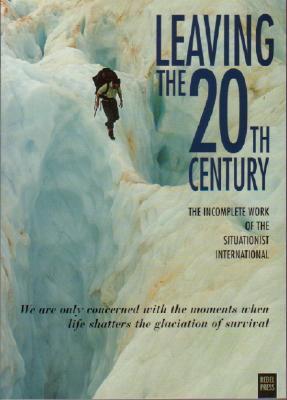 LEAVING
THE 20TH
CENTURY
THE INCOMPLETE WORK
OF THE
SITUATIONIST
INTERNATIONAL
We are only concerned with the moments when
life shatters the glaciation of survival
REBEL
PRESS